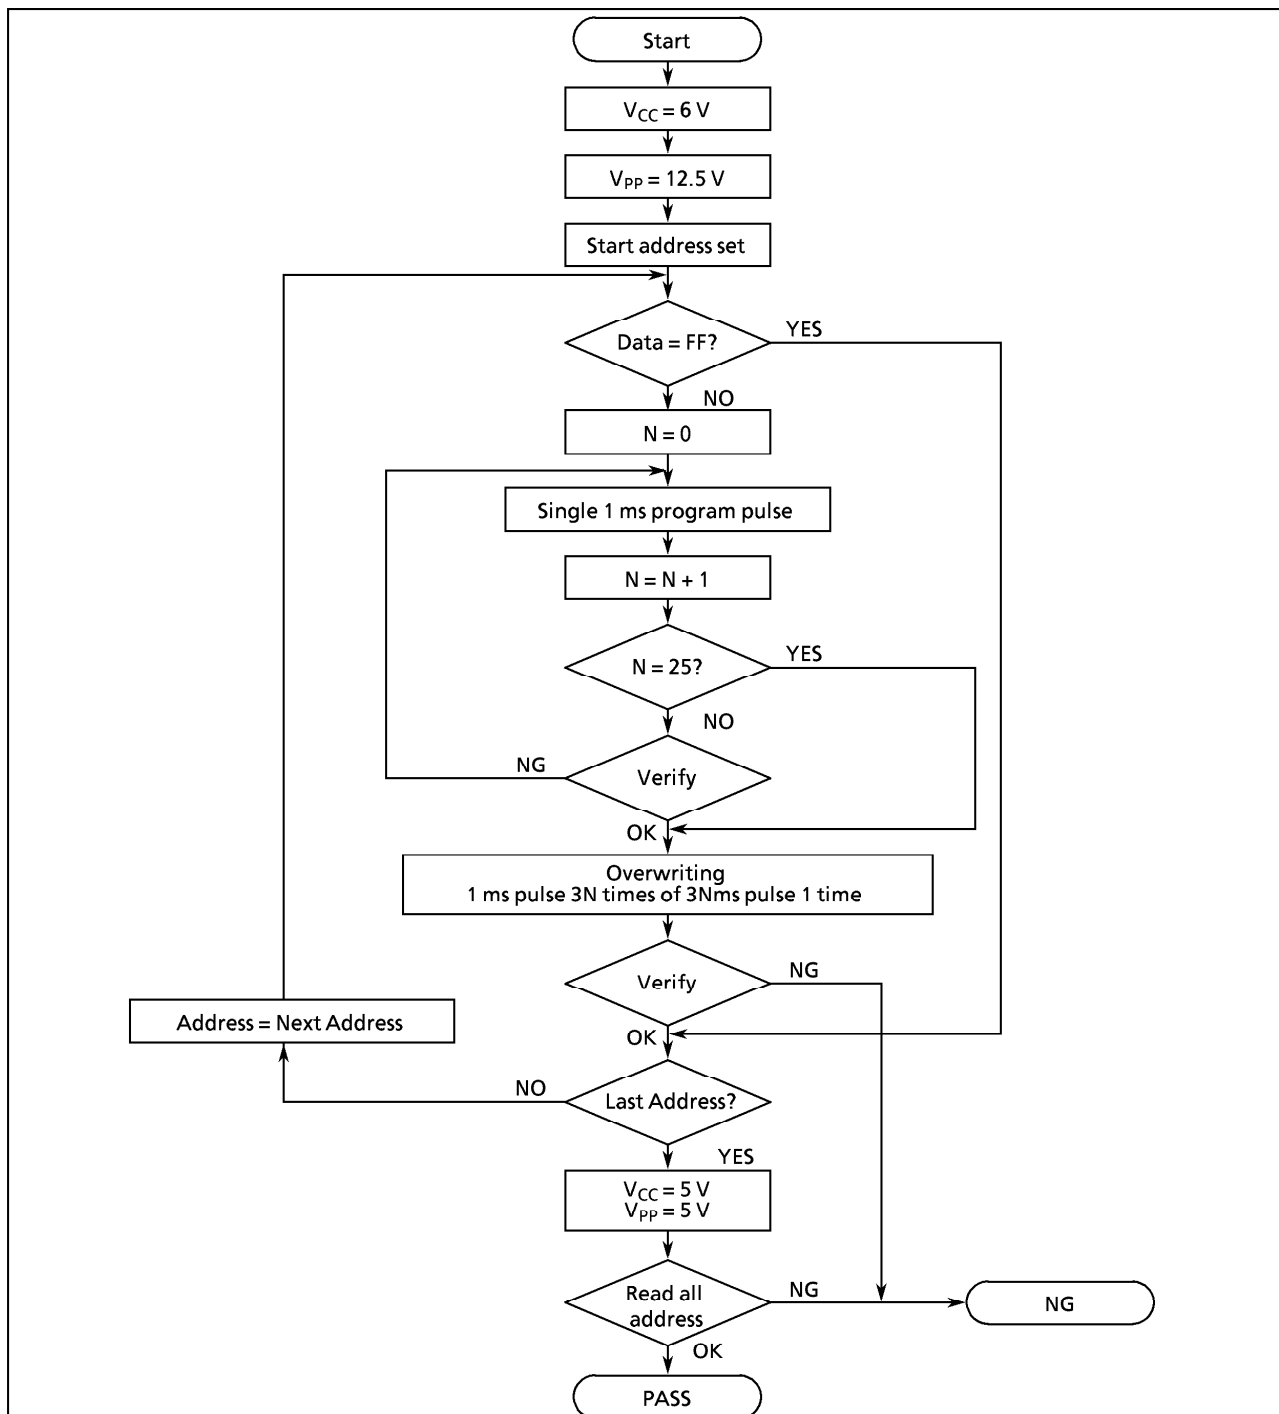 Start
VCC = 6 V
VPP = 12.5 V
Start address set
Data = FF?
YES
NO
N = 0
Single 1 ms program pulse
N = N + 1
N = 25?
YES
NO
NG
Verify
OK
Overwriting
1 ms pulse 3N times of 3Nms pulse 1 time
Verify
NG
Address = Next Address
OK
NO
Last Address?
YES
VCC = 5 V
VPP = 5 V
Read all
address
NG
NG
OK
PASS